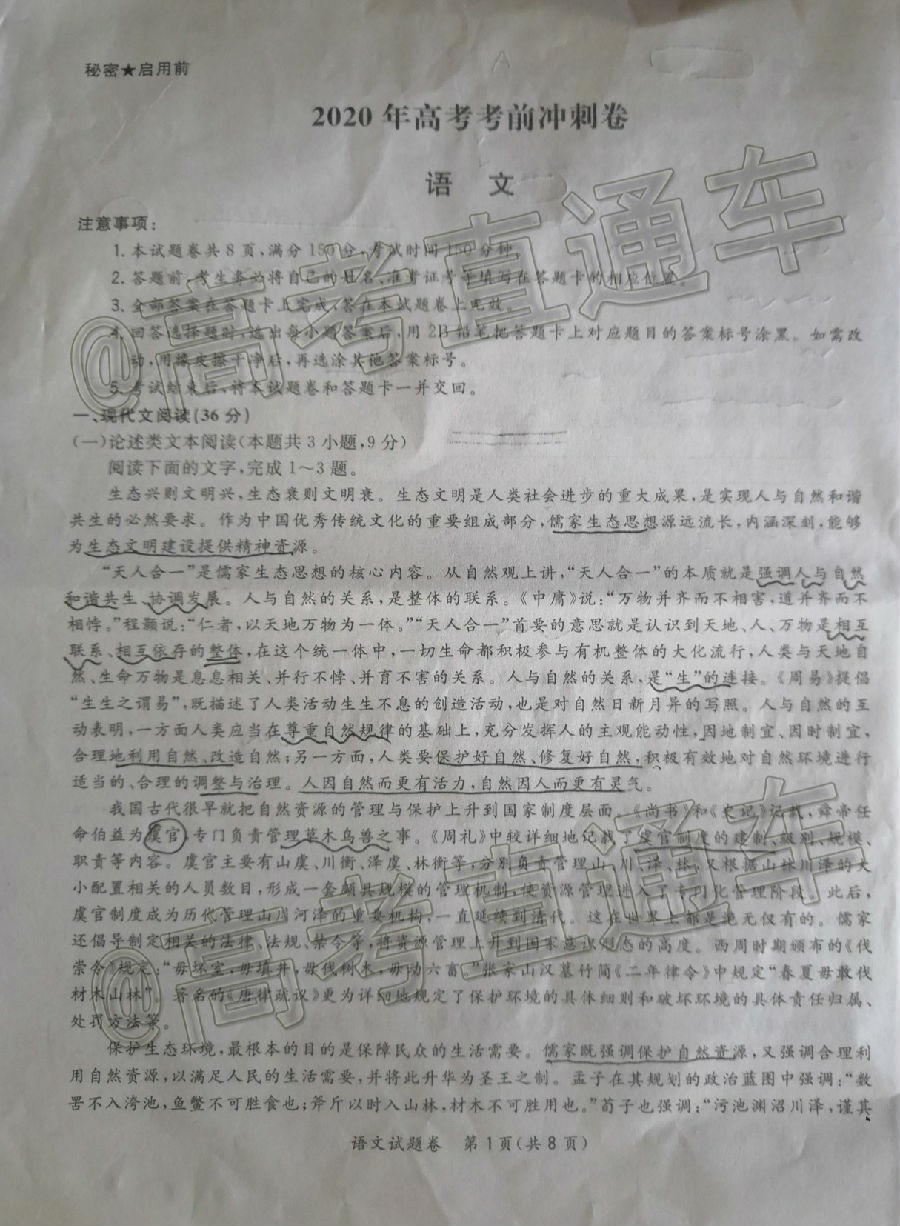 秘密★启用前
2020年高考考前冲刺卷
语 文
注意事项:
1.本试题卷共8页,满分150分,考试时间150分钟。
2.答题前,考生务必将自己的姓名、准考证号等填写在答题卡的相应位置。
3.全部答案在答题卡上完成,答在本试题卷上无效。
4.回答选择题时,选出每小题答案后,用2B铅笔把答题卡上对应题目的答案标号涂黑。如需改
动,用橡皮擦干净后,再选涂其他答案标号。
5.考试结束后,将本试题卷和答题卡一并交回。
一、现代文阅读(36分)
(一)论述类文本阅读(本题共3小题,9分)
阅读下面的文字,完成1~3题。
生态兴则文明兴,生态衰则文明衰。生态文明是人类社会进步的重大成果,是实现人与自然和谐
共生的必然要求。作为中国优秀传统文化的重要组成部分,儒家生态思想源远流长,内涵深刻,能够
为生态文明建设提供精神资源。
“天人合一”是儒家生态思想的核心内容。从自然观上讲,“天人合一”的本质就是强调人与自然
和谐共生、协调发展。人与自然的关系,是整体的联系。《中庸》说:“万物并齐而不相害,道并齐而不
相悖。”程颢说:“仁者,以天地万物为一体。”“天人合一”首要的意思就是认识到天地、人、万物是相互
联系、相互依存的整体,在这个统一体中,一切生命都积极参与有机整体的大化流行,人类与天地自
然、生命万物是息息相关、并行不悖、并育不害的关系。人与自然的关系,是“生”的连接。《周易》提倡
“生生之谓易”,既描述了人类活动生生不息的创造活动,也是对自然日新月异的写照。人与自然的互
动表明,一方面人类应当在尊重自然规律的基础上,充分发挥人的主观能动性,因地制宜、因时制宜,
合理地利用自然、改造自然;另一方面,人类要保护好自然、修复好自然,积极有效地对自然环境进行
适当的、合理的调整与治理。人因自然而更有活力,自然因人而更有灵气。
我国古代很早就把自然资源的管理与保护上升到国家制度层面。《尚书》和《史记》记载,舜帝任
命伯益为虞官,专门负责管理草木鸟兽之事。《周礼》中较详细地记载了虞官制度的建制、级别、规模、
职责等内容。虞官主要有山虞、川衡、泽虞、林衡等,分别负责管理山、川、泽、林,又根据山林川泽的大
小配置相关的人员数目,形成一套颇具规模的管理机制,使资源管理进入了专门化管理阶段。此后,
虞官制度成为历代管理山川河泽的重要机构,一直延续到清代。这在世界上都是绝无仅有的。儒家
还倡导制定相关的法律、法规、禁令等,将资源管理上升到国家意识形态的高度。西周时期颁布的《伐
崇令》规定:“毋坏室,毋填井,毋伐树木,毋动六畜。”张家山汉墓竹简《二年律令》中规定“春夏毋敢伐
材木山林”。著名的《唐律疏议》更为详细地规定了保护环境的具体细则和破坏环境的具体责任归属、
处罚方法等。
保护生态环境,最根本的目的是保障民众的生活需要。儒家既强调保护自然资源,又强调合理利
用自然资源,以满足人民的生活需要,并将此升华为圣王之制。孟子在其规划的政治蓝图中强调:“数
罟不入洿池,鱼鳖不可胜食也;斧斤以时入山林,材木不可胜用也。”荀子也强调:“污池渊沼川泽,谨其
语文试题卷 第1页(共8页)
@高考直通车
@高考直通车